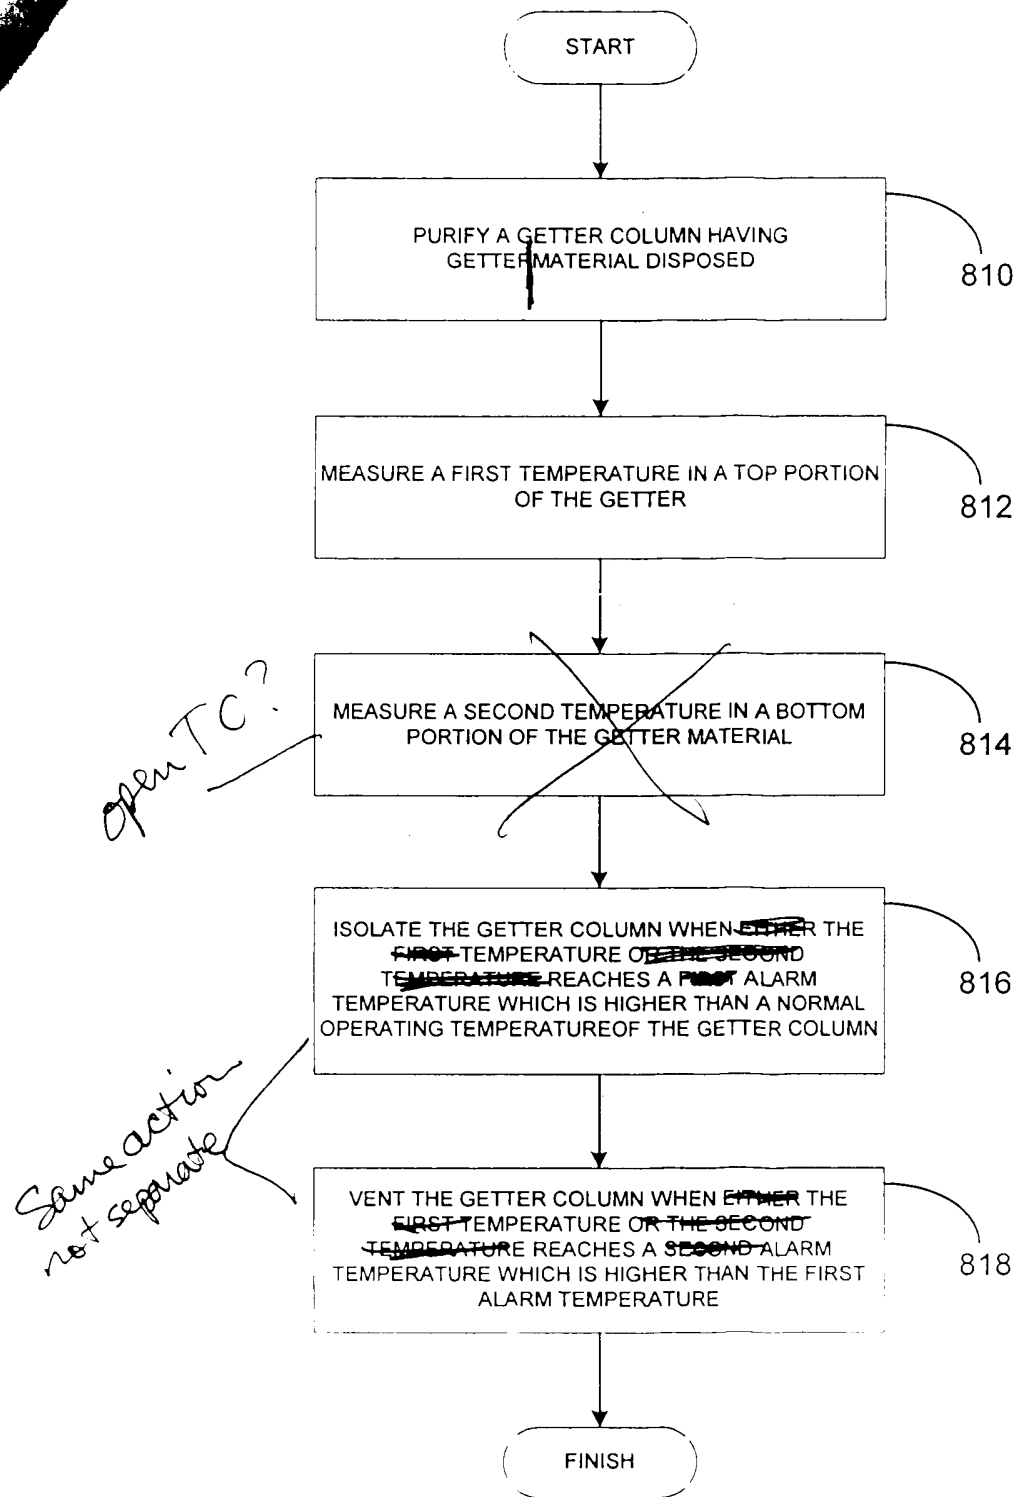 START
PURIFY A GETTER COLUMN HAVING
GETTER MATERIAL DISPOSED
810
MEASURE A FIRST TEMPERATURE IN A TOP PORTION
OF THE GETTER
812
open TC?
MEASURE A SECOND TEMPERATURE IN A BOTTOM
PORTION OF THE GETTER MATERIAL
814
ISOLATE THE GETTER COLUMN WHEN EITHER THE
FIRST TEMPERATURE OR THE SECOND
TEMPERATURE REACHES A FIRST ALARM
TEMPERATURE WHICH IS HIGHER THAN A NORMAL
OPERATING TEMPERATUREOF THE GETTER COLUMN
816
Same action
not separate
VENT THE GETTER COLUMN WHEN EITHER THE
FIRST TEMPERATURE OR THE SECOND
TEMPERATURE REACHES A SECOND ALARM
TEMPERATURE WHICH IS HIGHER THAN THE FIRST
ALARM TEMPERATURE
818
FINISH